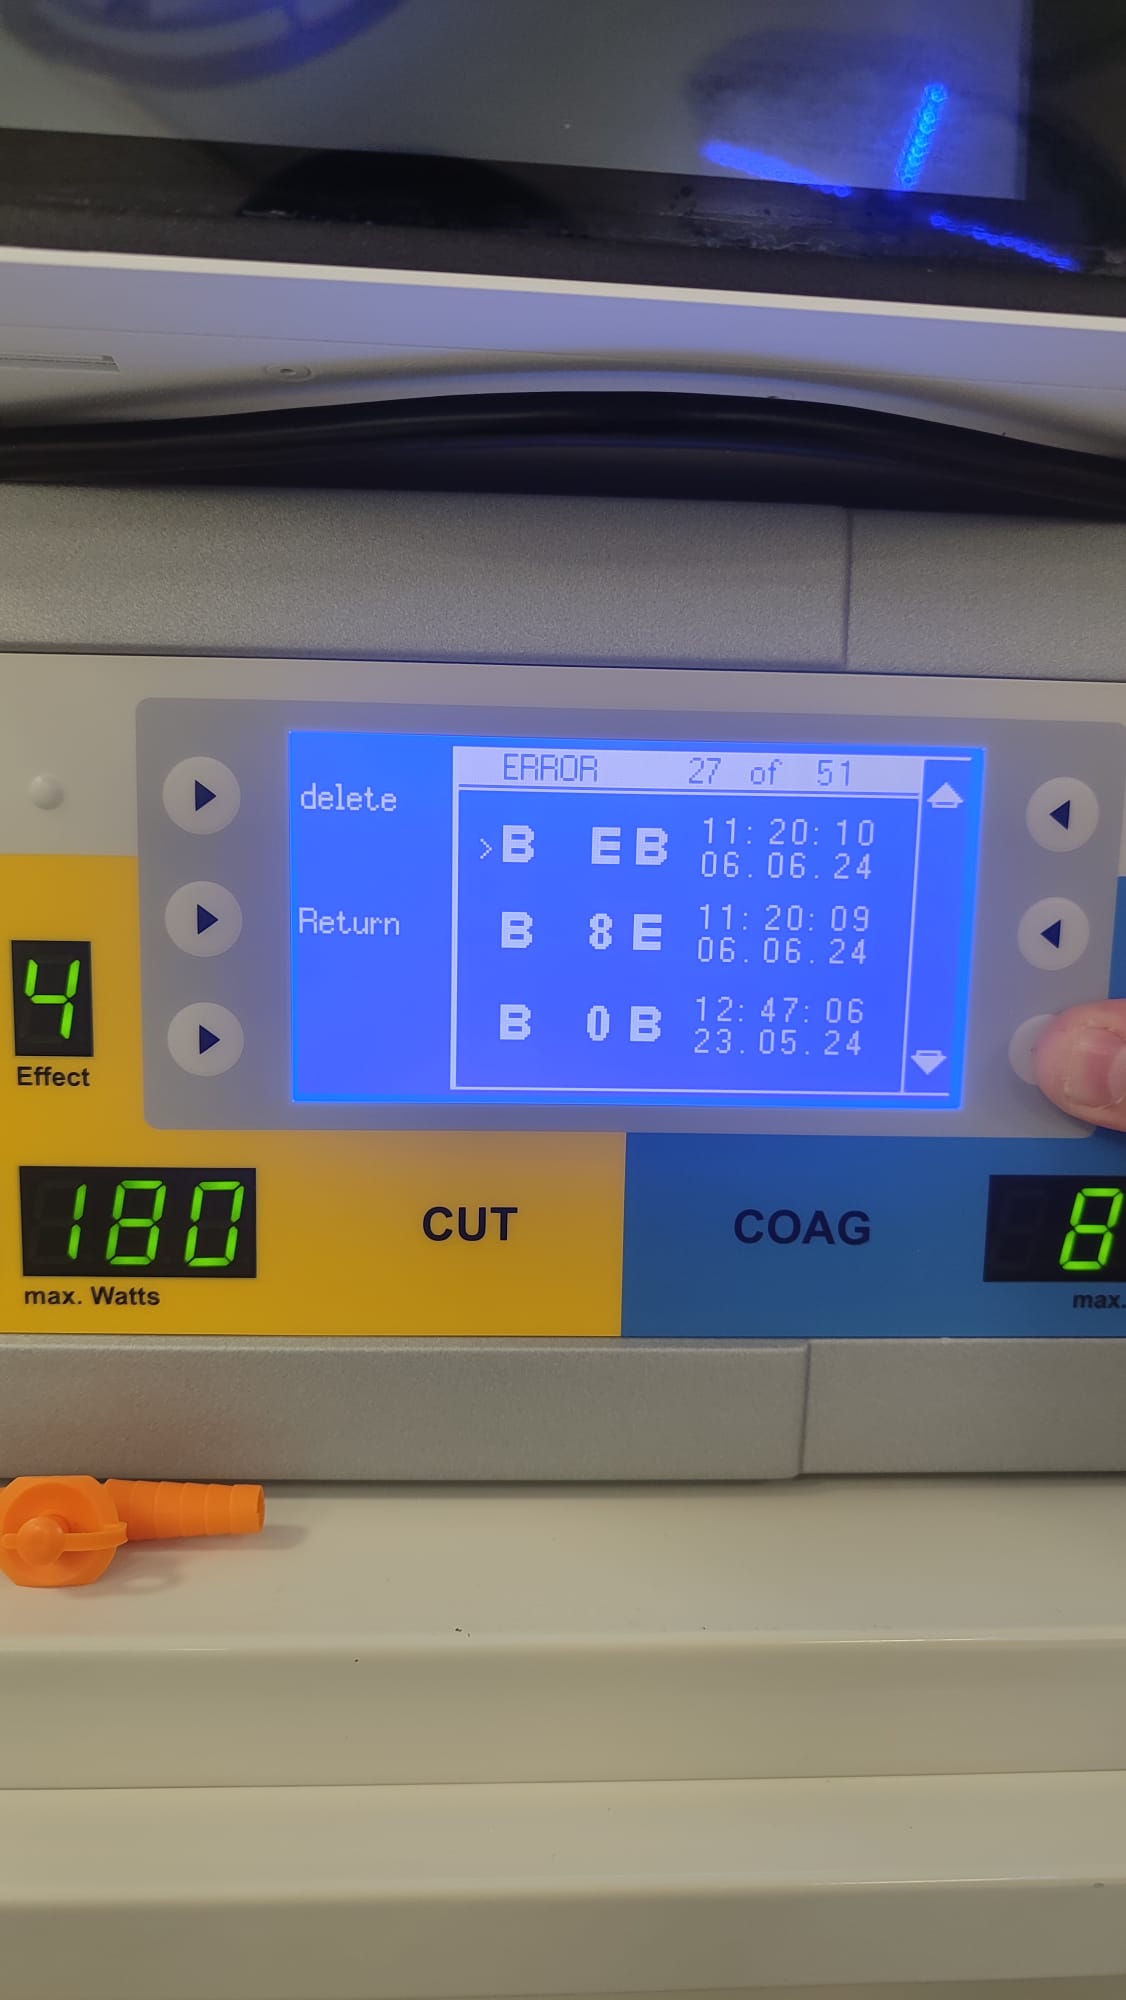 delete
Return
ERROR 27 of 51
>B EB 11:20:10
06.06.24
B 8E 11:20:09
06.06.24
B 0B 12:47:06
23.05.24
4
Effect
180
max. Watts
CUT
COAG
8
max.